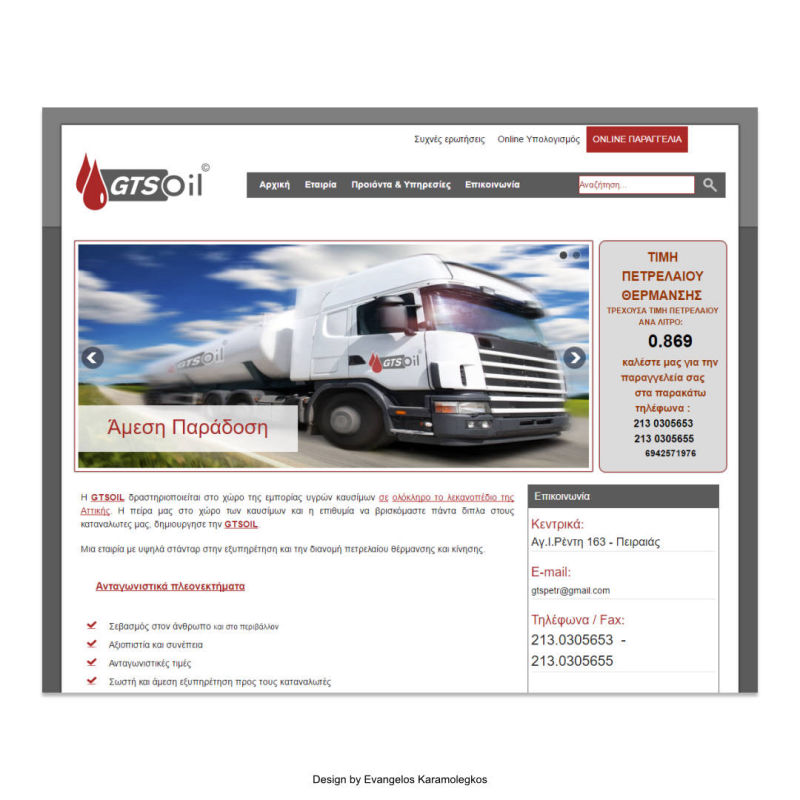 Συχνές ερωτήσεις Online Υπολογισμός ONLINE ΠΑΡΑΓΓΕΛΙΑ
GTSOil ©
Αρχική Εταιρία Προιόντα & Υπηρεσίες Επικοινωνία Αναζήτηση...
GTSOil
GTSOil
Άμεση Παράδοση
ΤΙΜΗ
ΠΕΤΡΕΛΑΙΟΥ
ΘΕΡΜΑΝΣΗΣ
ΤΡΕΧΟΥΣΑ ΤΙΜΗ ΠΕΤΡΕΛΑΙΟΥ
ΑΝΑ ΛΙΤΡΟ:
0.869
καλέστε μας για την
παραγγελεία σας
στα παρακάτω
τηλέφωνα :
213 0305653
213 0305655
6942571976
Η GTSOIL δραστηριοποιείται στο χώρο της εμπορίας υγρών καυσίμων σε ολόκληρο το λεκανοπέδιο της
Αττικής. Η πείρα μας στο χώρο των καυσίμων και η επιθυμία να βρισκόμαστε πάντα διπλα στους
καταναλωτες μας, δημιουργησε την GTSOIL.
Μια εταιρία με υψηλά στάνταρ στην εξυπηρέτηση και την διανομή πετρελαίου θέρμανσης και κίνησης.
Ανταγωνιστικά πλεονεκτήματα
Σεβασμός στον άνθρωπο και στο περιβάλλον
Αξιοπιστία και συνέπεια
Ανταγωνιστικές τιμές
Σωστή και άμεση εξυπηρέτηση προς τους καταναλωτές
Επικοινωνία
Κεντρικά:
Αγ.Ι.Ρέντη 163 - Πειραιάς
E-mail:
gtspetr@gmail.com
Τηλέφωνα / Fax:
213.0305653 -
213.0305655
Design by Evangelos Karamolegkos